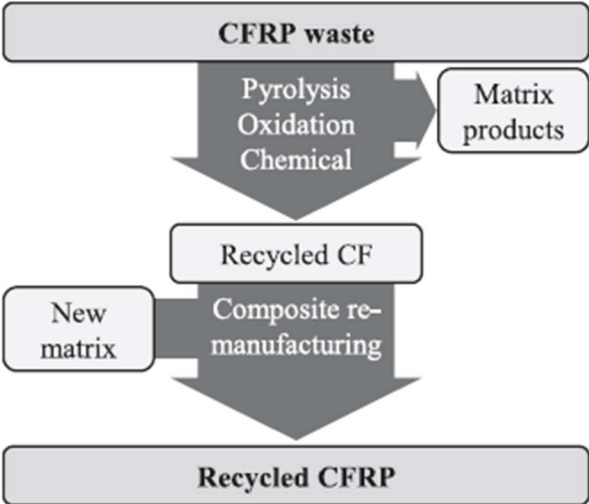 CFRP waste
Pyrolysis
Oxidation
Chemical
Matrix
products
Recycled CF
New
matrix
Composite re-
manufacturing
Recycled CFRP